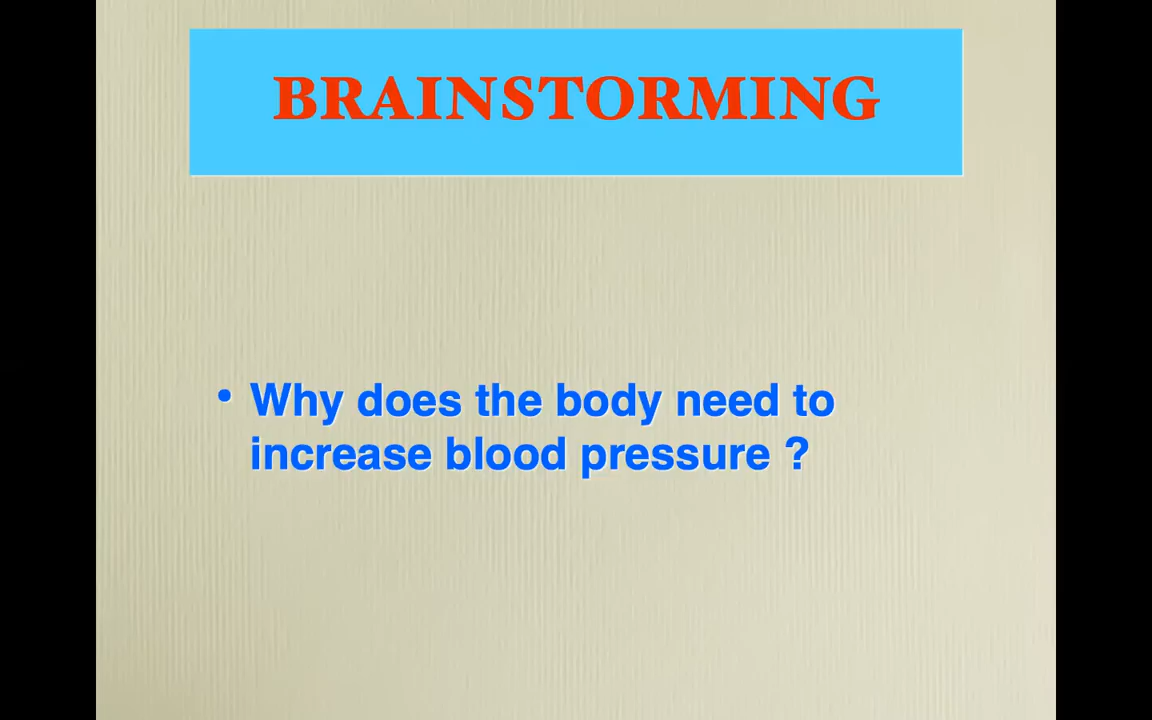 BRAINSTORMING
• Why does the body need to
increase blood pressure ?